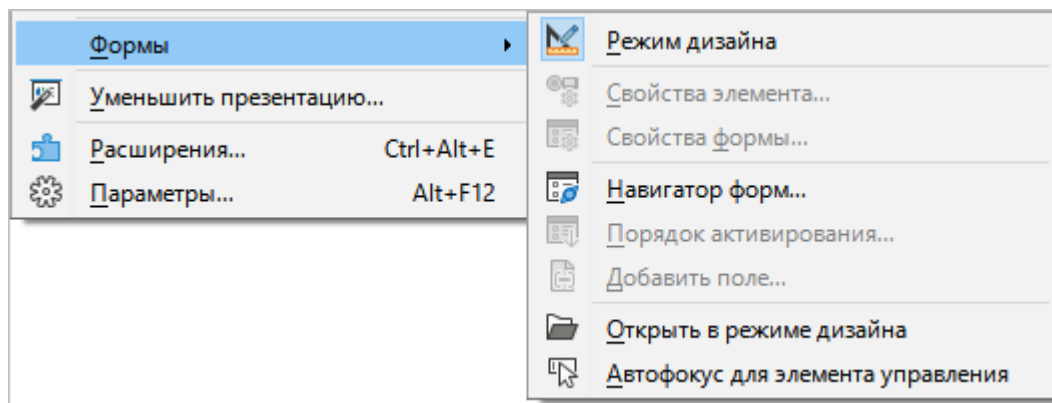 Формы
Уменьшить презентацию...
Расширения... Ctrl+Alt+E
Параметры... Alt+F12
Режим дизайна
Свойства элемента...
Свойства формы...
Навигатор форм...
Порядок активирования...
Добавить поле...
Открыть в режиме дизайна
Автофокус для элемента управления